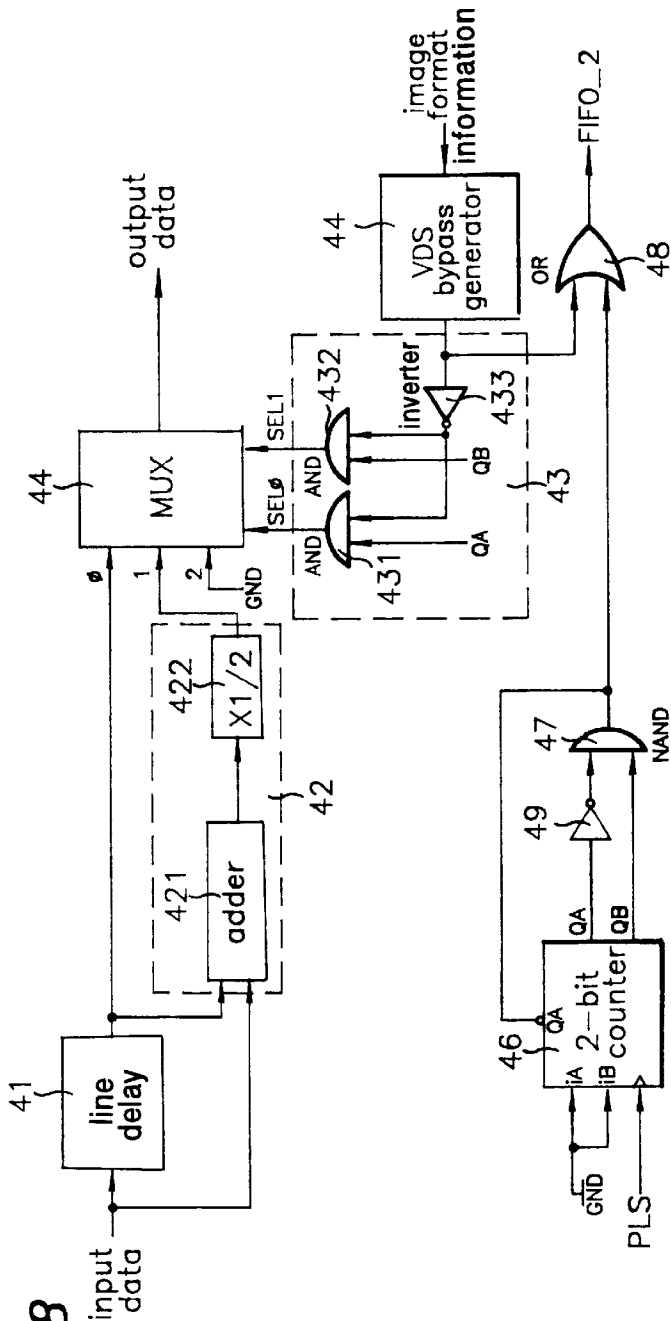 8
input
data
41
line
delay
421
adder
422
X1/2
42
ø
1
2
GND
44
MUX
output
data
SELø
SEL1
AND
431
AND
432
QA
QB
inverter
433
43
44
VDS
bypass
generator
image
format
information
GND
PLS
46
iA
iB
QA
2-bit
counter
QA
QB
49
47
NAND
OR
48
FIFO_2